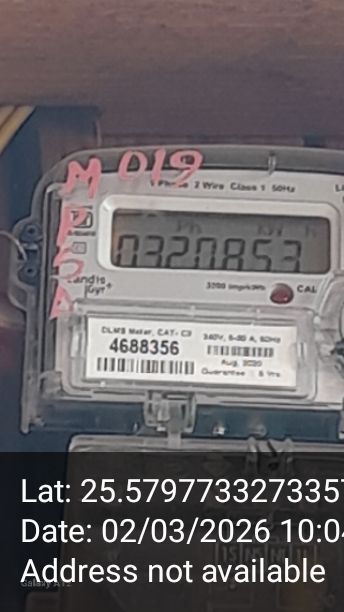 M 019
1 Phase 2 Wire Class 1 50Hz
0320853
Landis
Gyr+
3200 imp/kWh
CAL
DLMS Meter, CAT- C3
4688356
240V, 5-30 A, 50Hz
Aug. 2020
Guarantee : 5 Yrs
Lat: 25.579773327335
Date: 02/03/2026 10:0
Address not available